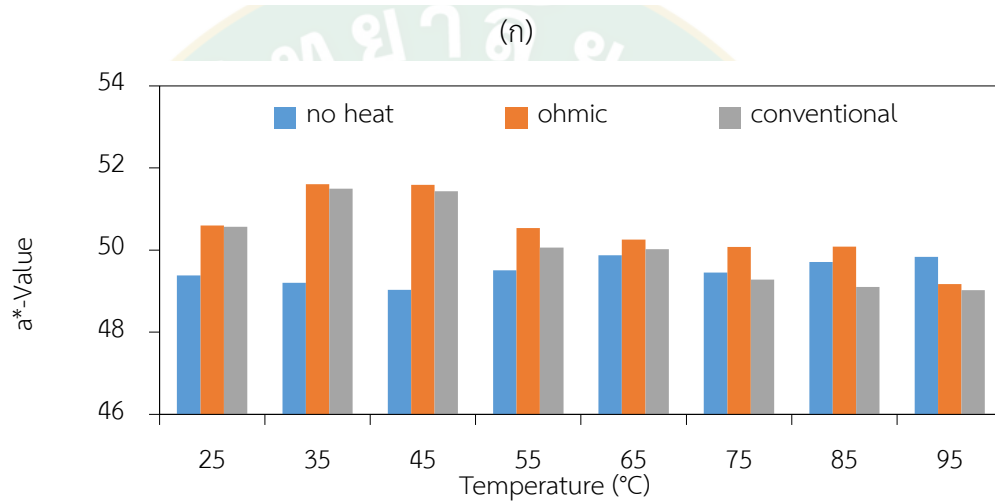 (ก)
54
52
50
48
46
no heat ohmic conventional
a*-Value
25 35 45 55 65 75 85 95
Temperature (°C)